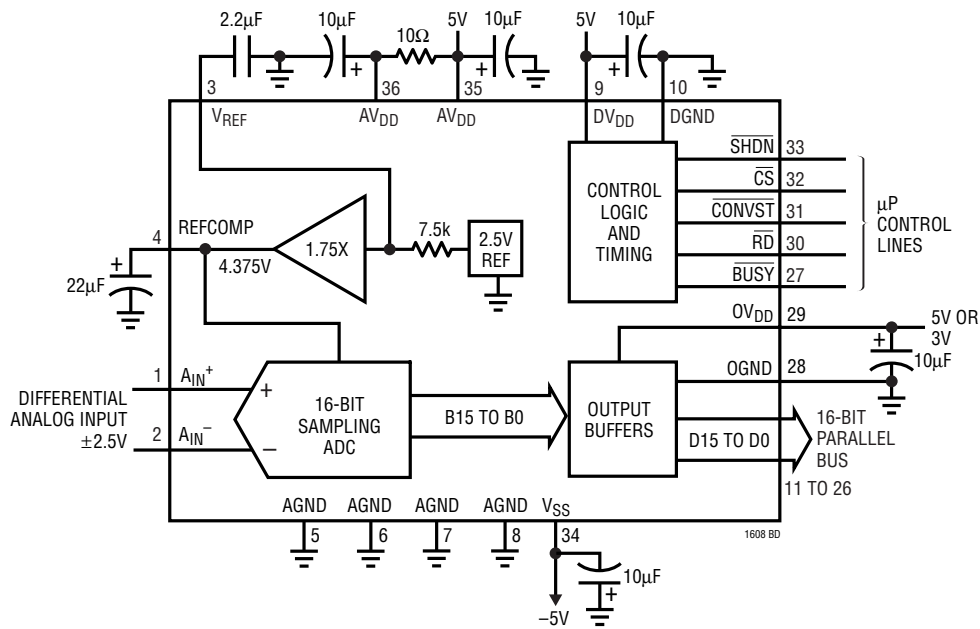 2.2µF
10µF
10Ω
5V
10µF
5V
10µF
+
+
+
3
36
35
9
10
VREF
AVDD
AVDD
DVDD
DGND
SHDN
33
CS
32
CONVST
31
RD
30
BUSY
27
µP
CONTROL
LINES
CONTROL
LOGIC
AND
TIMING
4
REFCOMP
4.375V
1.75X
7.5k
2.5V
REF
+
22µF
OVDD
29
5V OR
3V
+
10µF
OGND
28
1
AIN+
2
AIN−
DIFFERENTIAL
ANALOG INPUT
±2.5V
+
−
16-BIT
SAMPLING
ADC
B15 TO B0
OUTPUT
BUFFERS
D15 TO D0
16-BIT
PARALLEL
BUS
11 TO 26
AGND
AGND
AGND
AGND
VSS
5
6
7
8
34
1608 BD
10µF
+
–5V